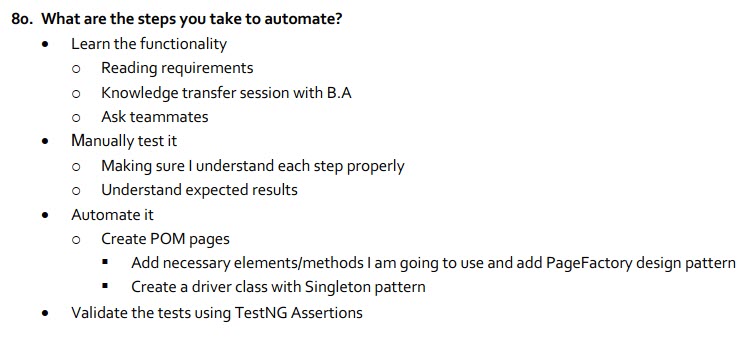 80. What are the steps you take to automate?
• Learn the functionality
o Reading requirements
o Knowledge transfer session with B.A
o Ask teammates
• Manually test it
o Making sure I understand each step properly
o Understand expected results
• Automate it
o Create POM pages
▪ Add necessary elements/methods I am going to use and add PageFactory design pattern
▪ Create a driver class with Singleton pattern
• Validate the tests using TestNG Assertions